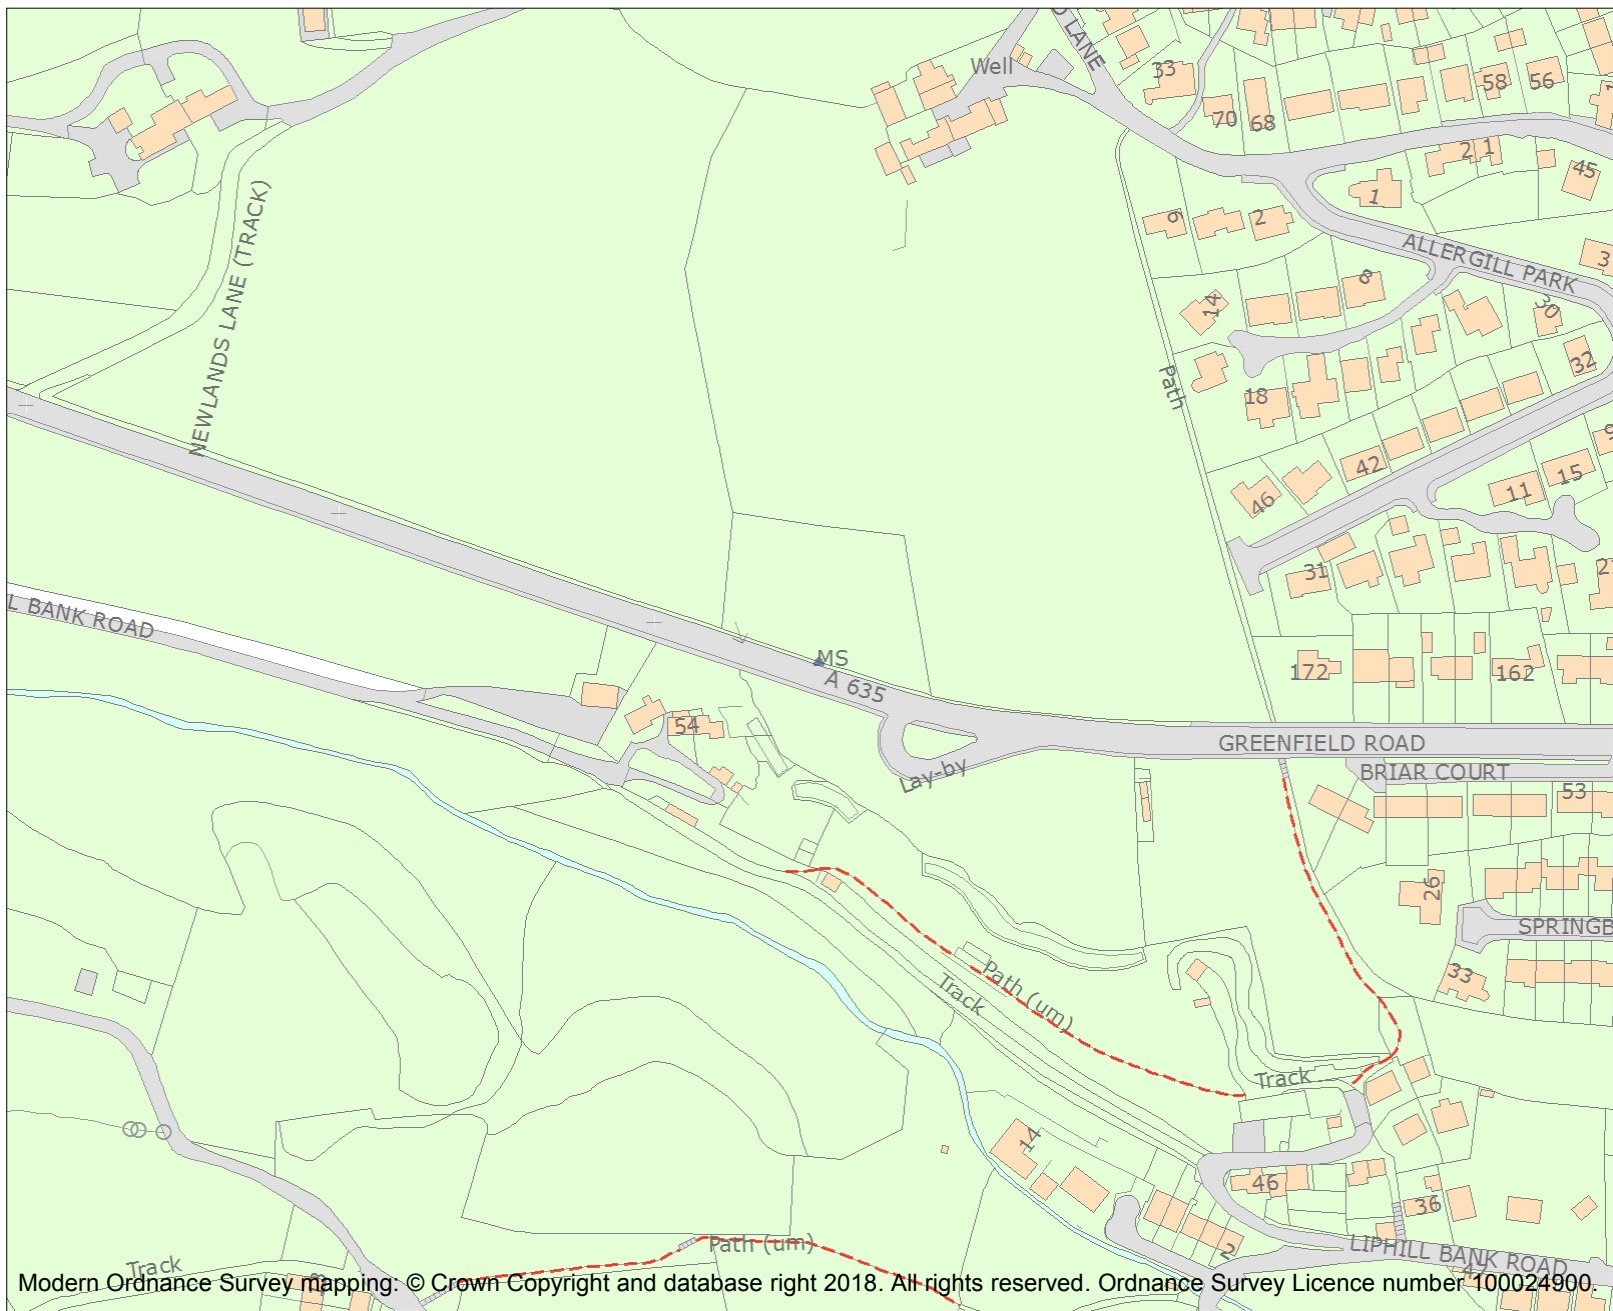 D LANE
Well
33
70
68
58
56
2
1
45
1
6
2
ALLERGILL PARK
3
NEWLANDS LANE (TRACK)
8
14
30
32
Path
18
42
46
15
11
9
31
L BANK ROAD
MS
A 635
172
162
54
GREENFIELD ROAD
Lay-by
BRIAR COURT
53
26
SPRINGB
33
Path (um)
Track
Track
14
46
36
2
LIPHILL BANK ROAD
Path (um)
Track
Modern Ordnance Survey mapping: © Crown Copyright and database right 2018. All rights reserved. Ordnance Survey Licence number 100024900.